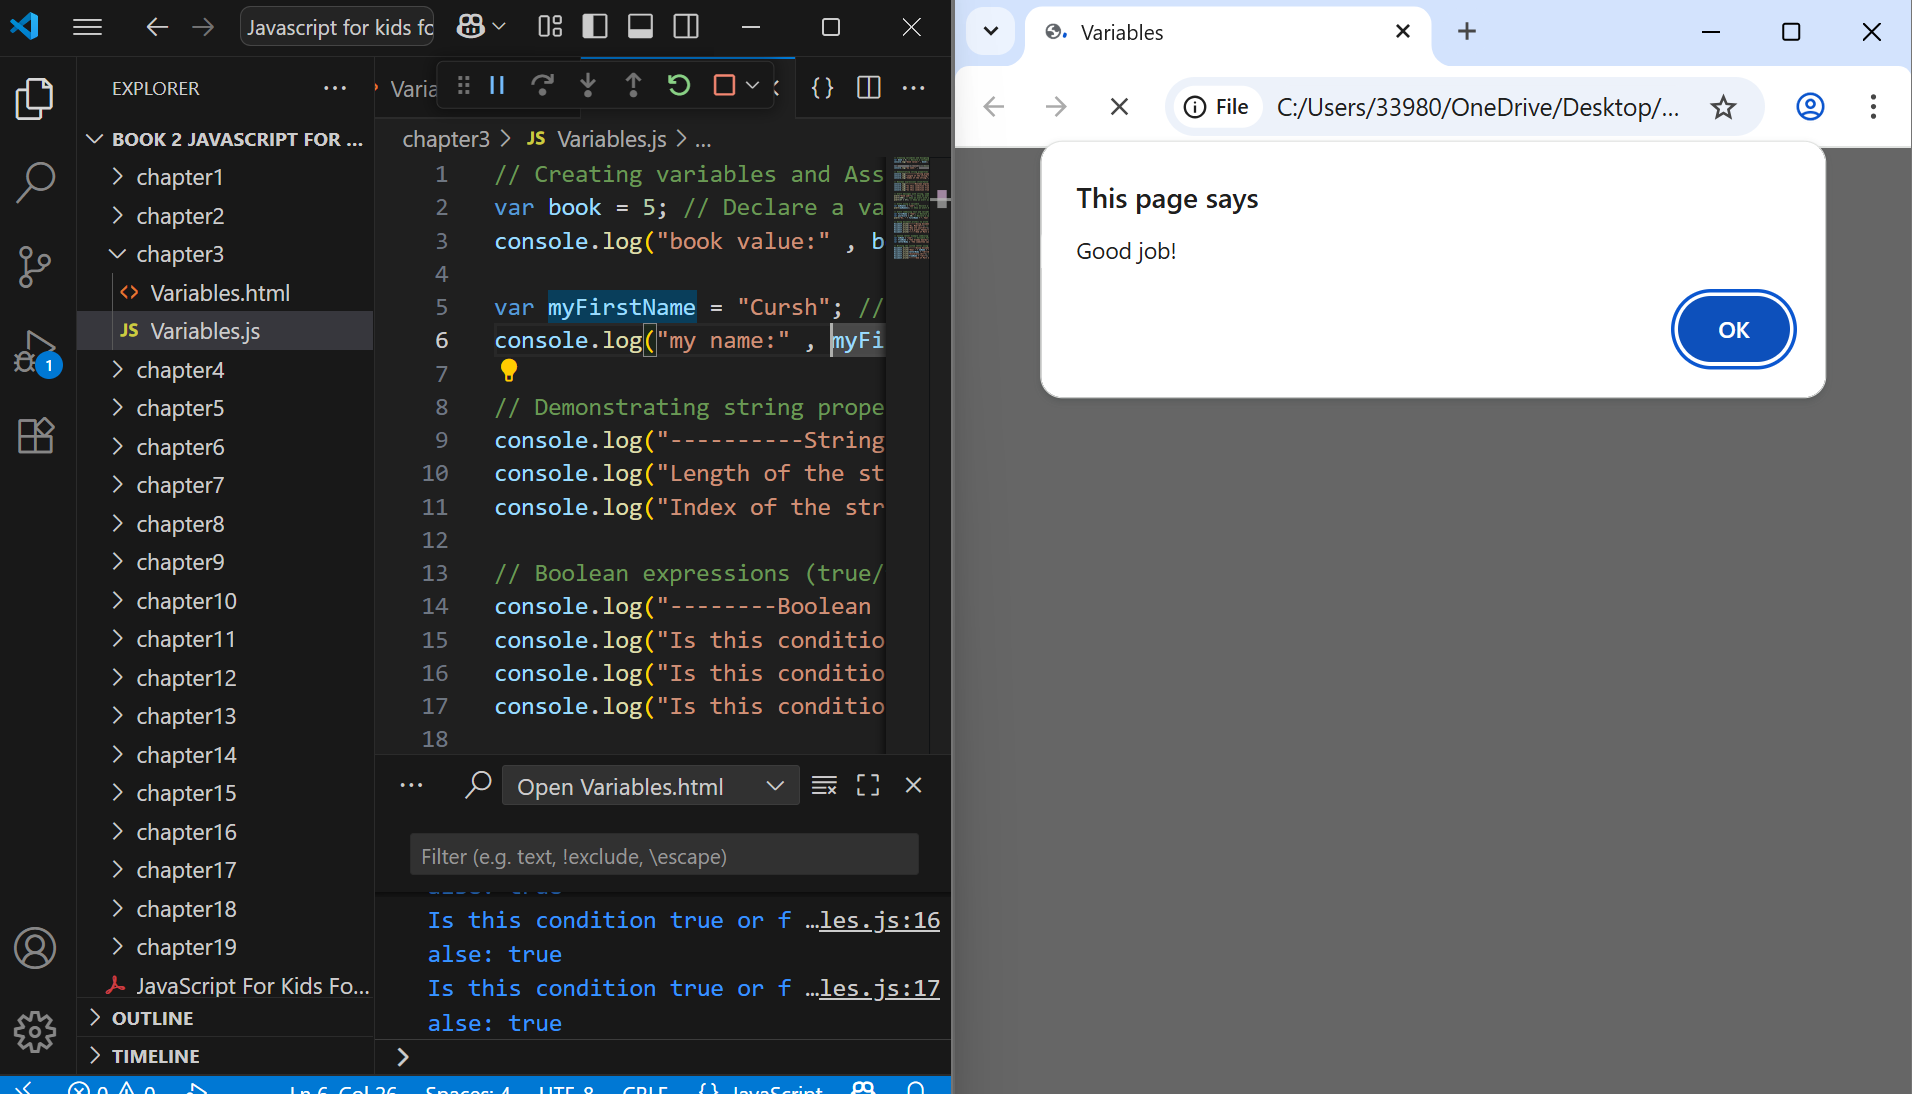 Javascript for kids fo
EXPLORER
BOOK 2 JAVASCRIPT FOR ...
chapter1
chapter2
chapter3
Variables.html
JS Variables.js
chapter4
chapter5
chapter6
chapter7
chapter8
chapter9
chapter10
chapter11
chapter12
chapter13
chapter14
chapter15
chapter16
chapter17
chapter18
chapter19
JavaScript For Kids Fo...
OUTLINE
TIMELINE
1
Varia
chapter3 > JS Variables.js > ...
1 // Creating variables and Ass
2 var book = 5; // Declare a va
3 console.log("book value:" , b
4
5 var myFirstName = "Cursh"; //
6 console.log("my name:" , myFi
7
8 // Demonstrating string prope
9 console.log("----------String
10 console.log("Length of the st
11 console.log("Index of the str
12
13 // Boolean expressions (true/
14 console.log("--------Boolean
15 console.log("Is this conditio
16 console.log("Is this conditio
17 console.log("Is this conditio
18
Open Variables.html
Filter (e.g. text, !exclude, \escape)
alse: true
Is this condition true or f …les.js:16
alse: true
Is this condition true or f …les.js:17
alse: true
0 0 Ln 6, Col 26 Spaces: 4 UTF-8 CRLF {} JavaScript
Variables
File C:/Users/33980/OneDrive/Desktop/...
This page says
Good job!
OK